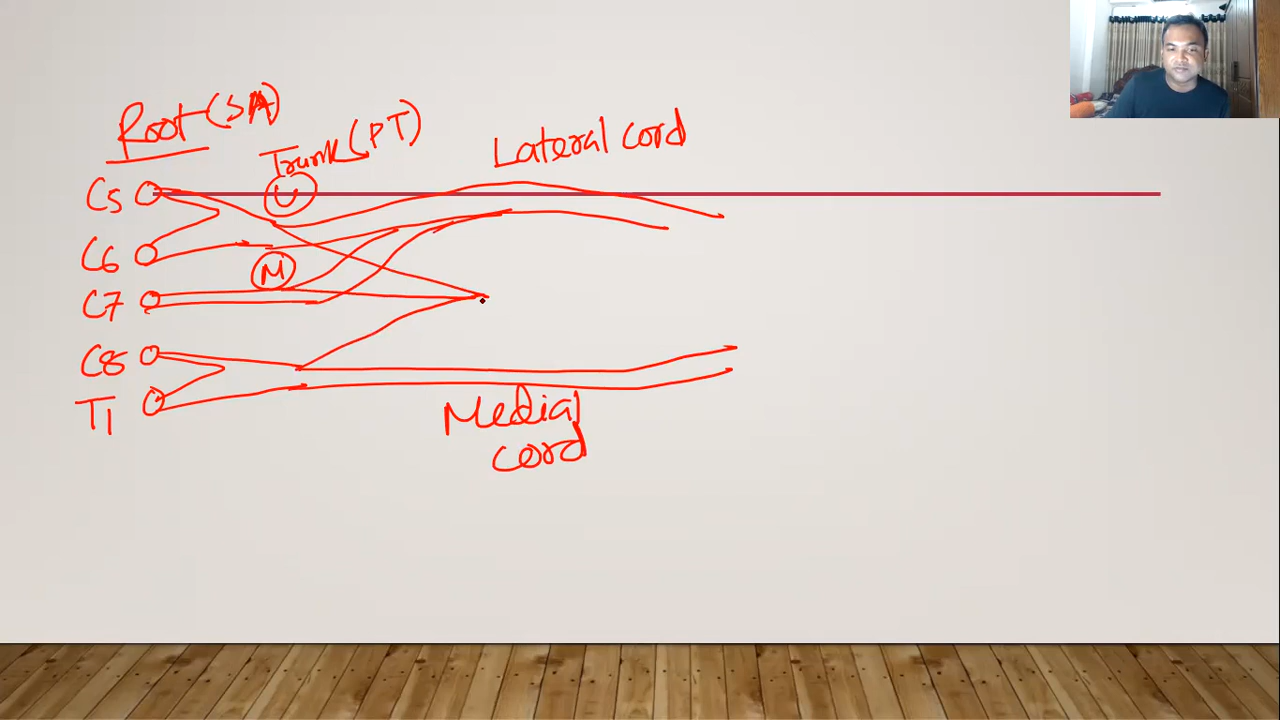 Root (SA)
Trunk (PT)
Lateral cord
C5
U
C6
M
C7
C8
T1
Medial
cord